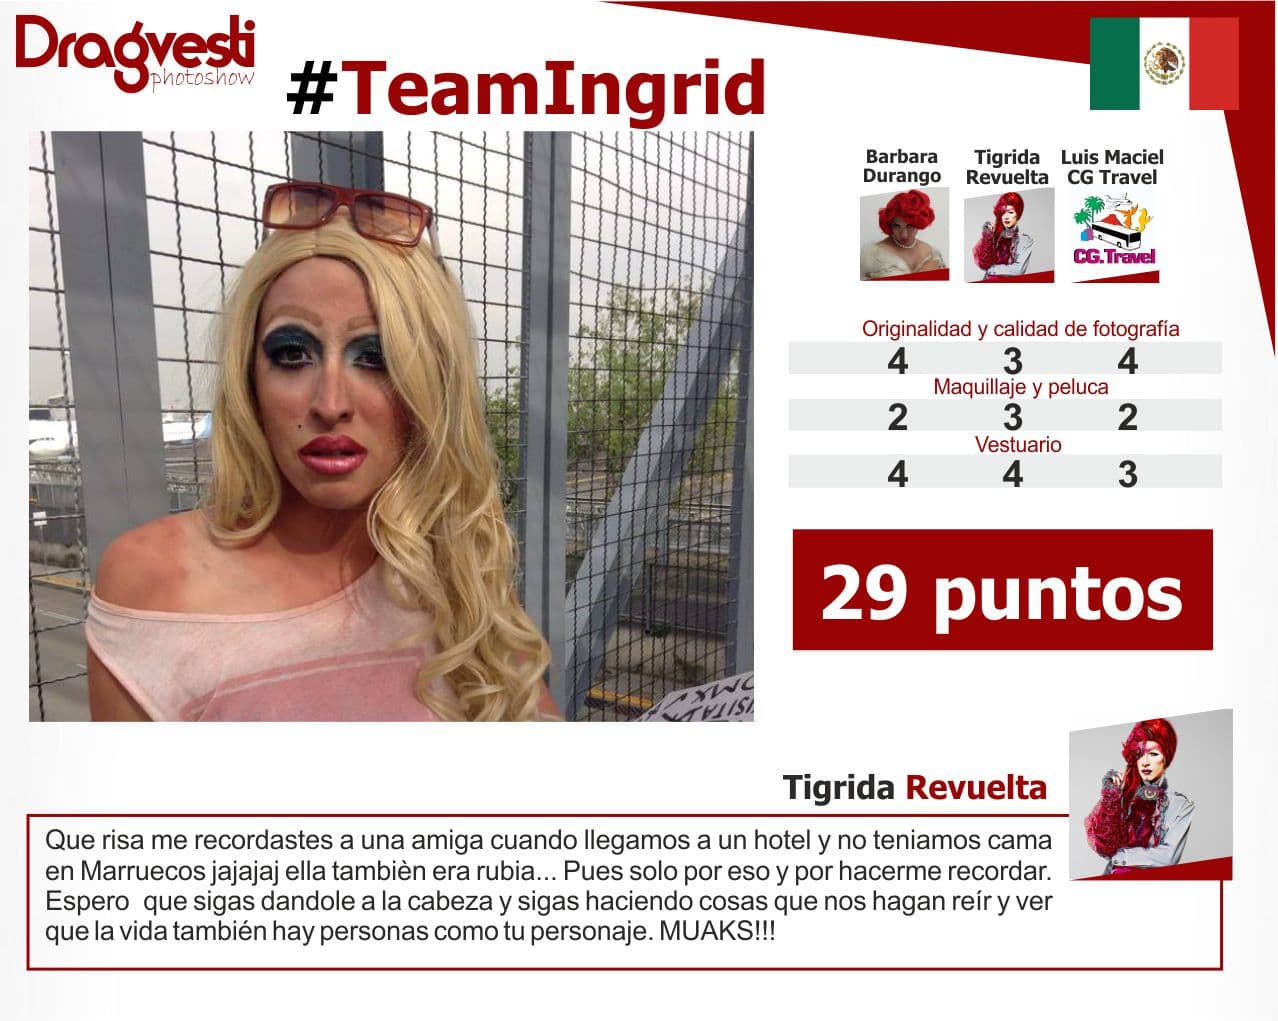 Dragvesti
photoshow
#TeamIngrid
Barbara
Durango
Tigrida
Revuelta
Luis Maciel
CG Travel
CG.Travel
Originalidad y calidad de fotografía
4 3 4
Maquillaje y peluca
2 3 2
Vestuario
4 4 3
29 puntos
Tigrida Revuelta
Que risa me recordastes a una amiga cuando llegamos a un hotel y no teniamos cama
en Marruecos jajajaj ella tambièn era rubia... Pues solo por eso y por hacerme recordar.
Espero que sigas dandole a la cabeza y sigas haciendo cosas que nos hagan reír y ver
que la vida también hay personas como tu personaje. MUAKS!!!